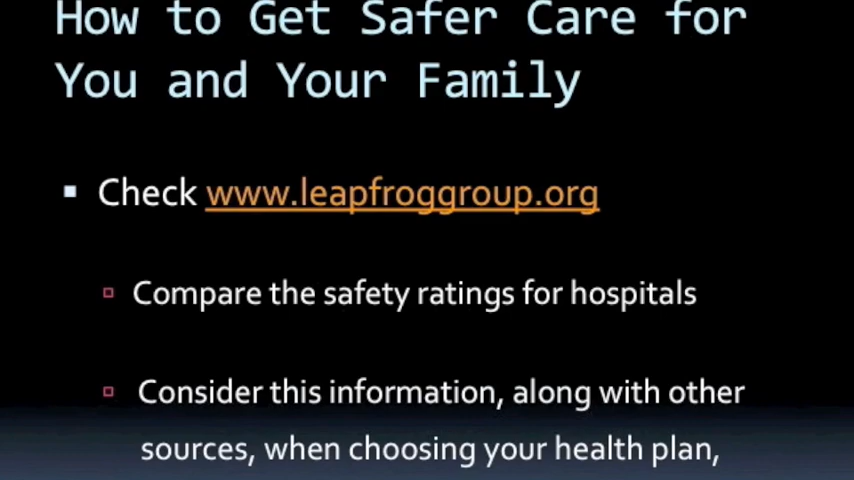 How to Get Safer Care for
You and Your Family
Check www.leapfroggroup.org
Compare the safety ratings for hospitals
Consider this information, along with other
sources, when choosing your health plan,